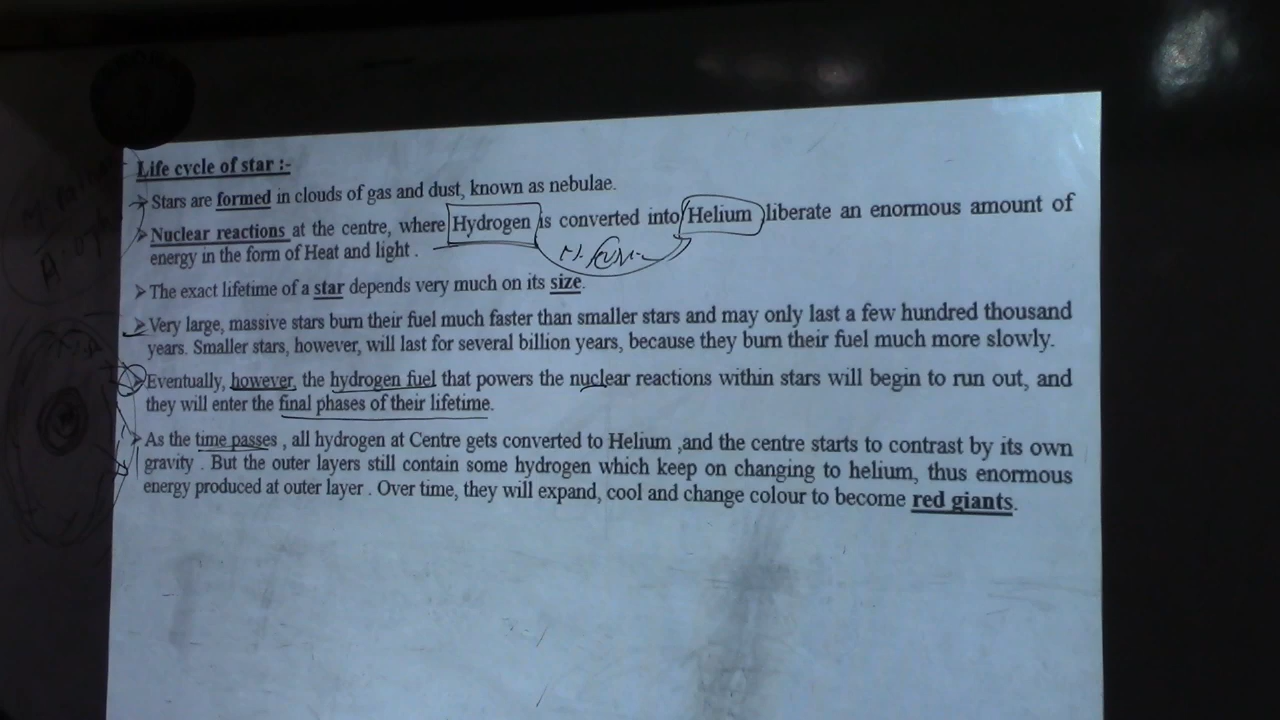 Life cycle of star :-
➢ Stars are formed in clouds of gas and dust, known as nebulae.
➢ Nuclear reactions at the centre, where Hydrogen is converted into Helium liberate an enormous amount of
energy in the form of Heat and light .
➢ The exact lifetime of a star depends very much on its size.
➢ Very large, massive stars burn their fuel much faster than smaller stars and may only last a few hundred thousand
years. Smaller stars, however, will last for several billion years, because they burn their fuel much more slowly.
➢ Eventually, however, the hydrogen fuel that powers the nuclear reactions within stars will begin to run out, and
they will enter the final phases of their lifetime.
➢ As the time passes , all hydrogen at Centre gets converted to Helium ,and the centre starts to contrast by its own
gravity . But the outer layers still contain some hydrogen which keep on changing to helium, thus enormous
energy produced at outer layer . Over time, they will expand, cool and change colour to become red giants.